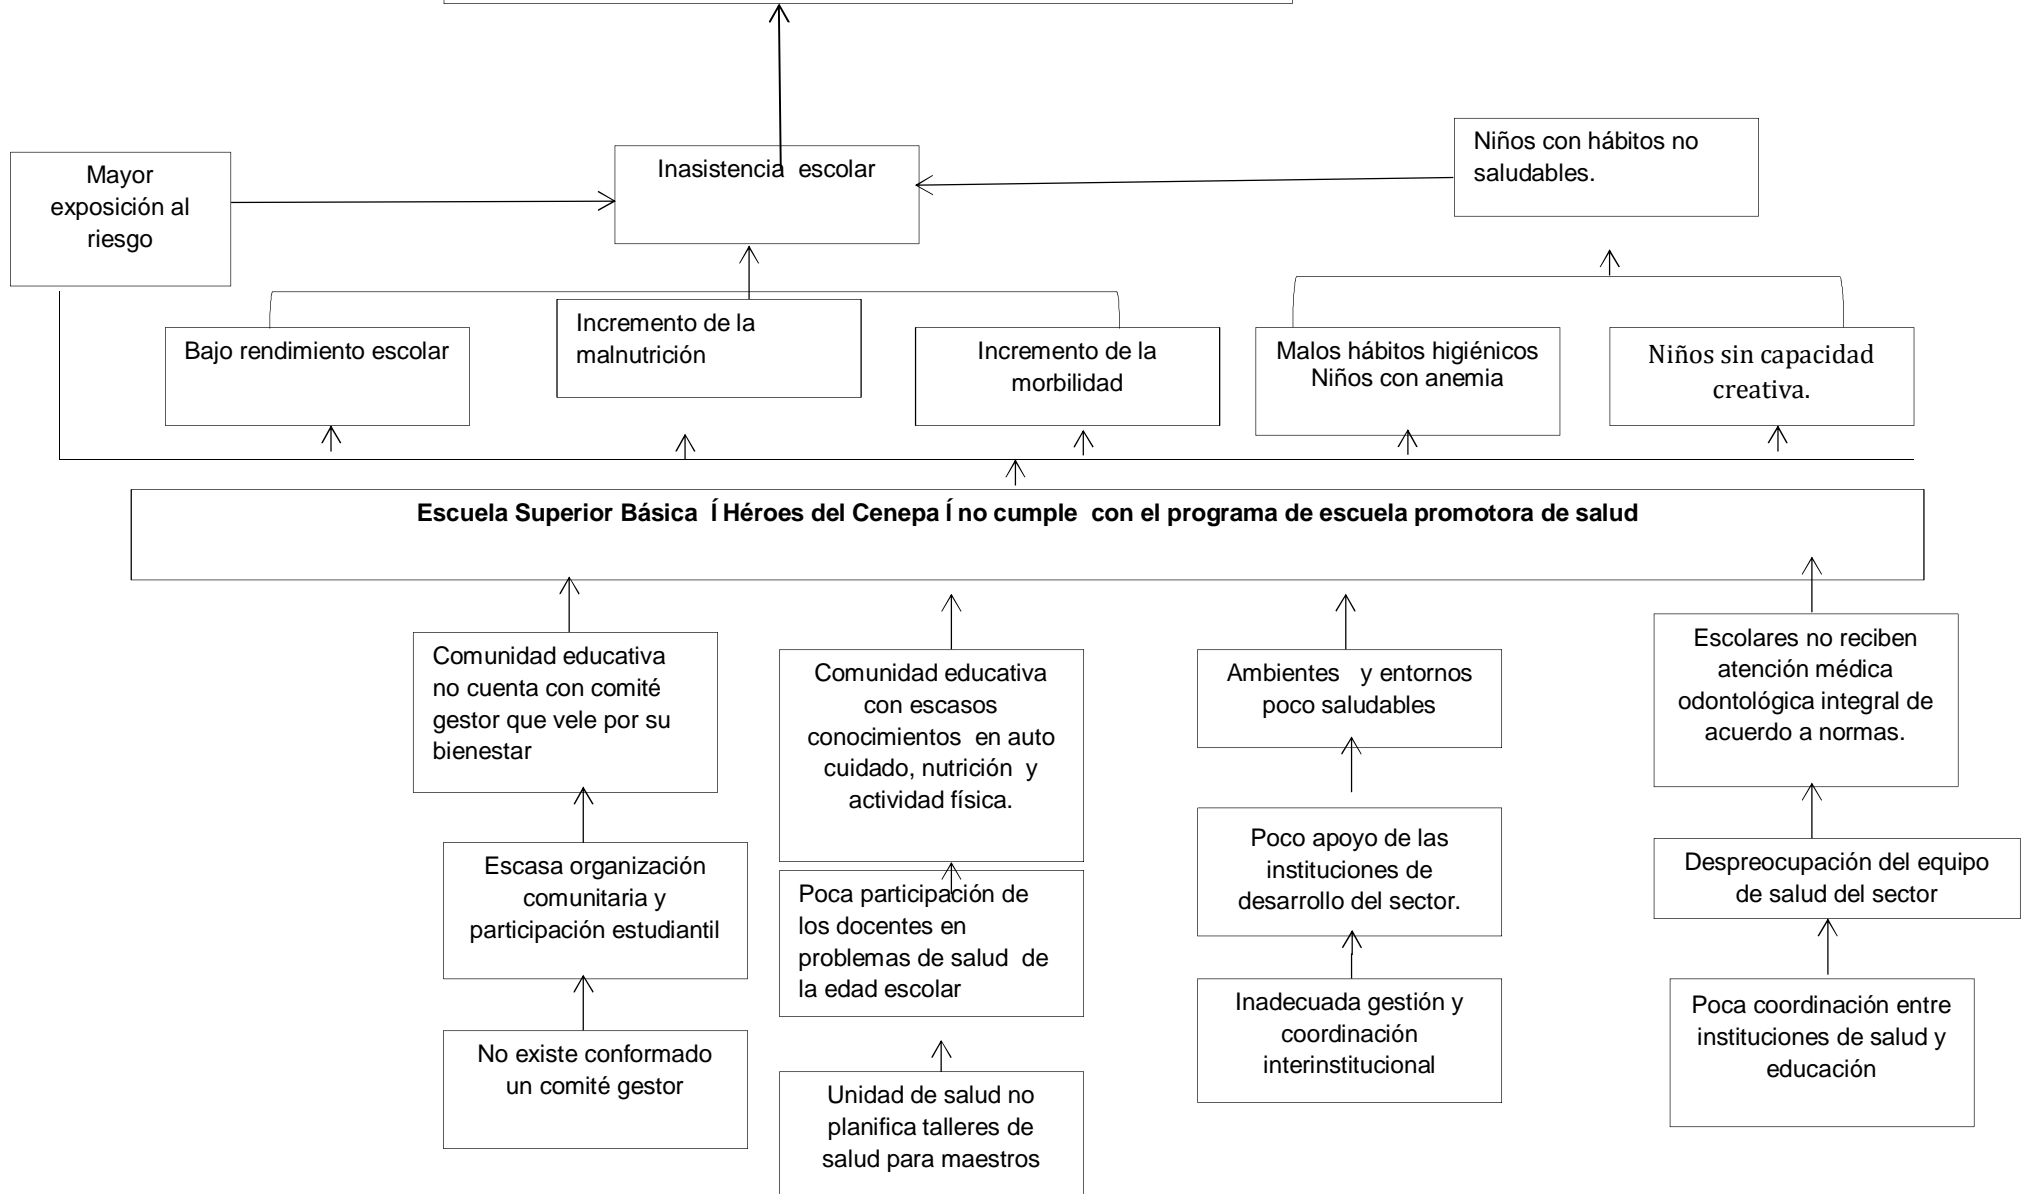 Mayor
exposición al
riesgo
Inasistencia  escolar
Niños con hábitos no
saludables.
Bajo rendimiento escolar
Incremento de la
malnutrición
Incremento de la
morbilidad
Malos hábitos higiénicos
Niños con anemia
Niños sin capacidad
creativa.
Escuela Superior Básica  Í Héroes del Cenepa Í no cumple  con el programa de escuela promotora de salud
Comunidad educativa
no cuenta con comité
gestor que vele por su
bienestar
Comunidad educativa
con escasos
conocimientos  en auto
cuidado, nutrición  y
actividad física.
Ambientes   y entornos
poco saludables
Escolares no reciben
atención médica
odontológica integral de
acuerdo a normas.
Escasa organización
comunitaria y
participación estudiantil
Poca participación de
los docentes en
problemas de salud  de
la edad escolar
Poco apoyo de las
instituciones de
desarrollo del sector.
Despreocupación del equipo
de salud del sector
No existe conformado
un comité gestor
Unidad de salud no
planifica talleres de
salud para maestros
Inadecuada gestión y
coordinación
interinstitucional
Poca coordinación entre
instituciones de salud y
educación